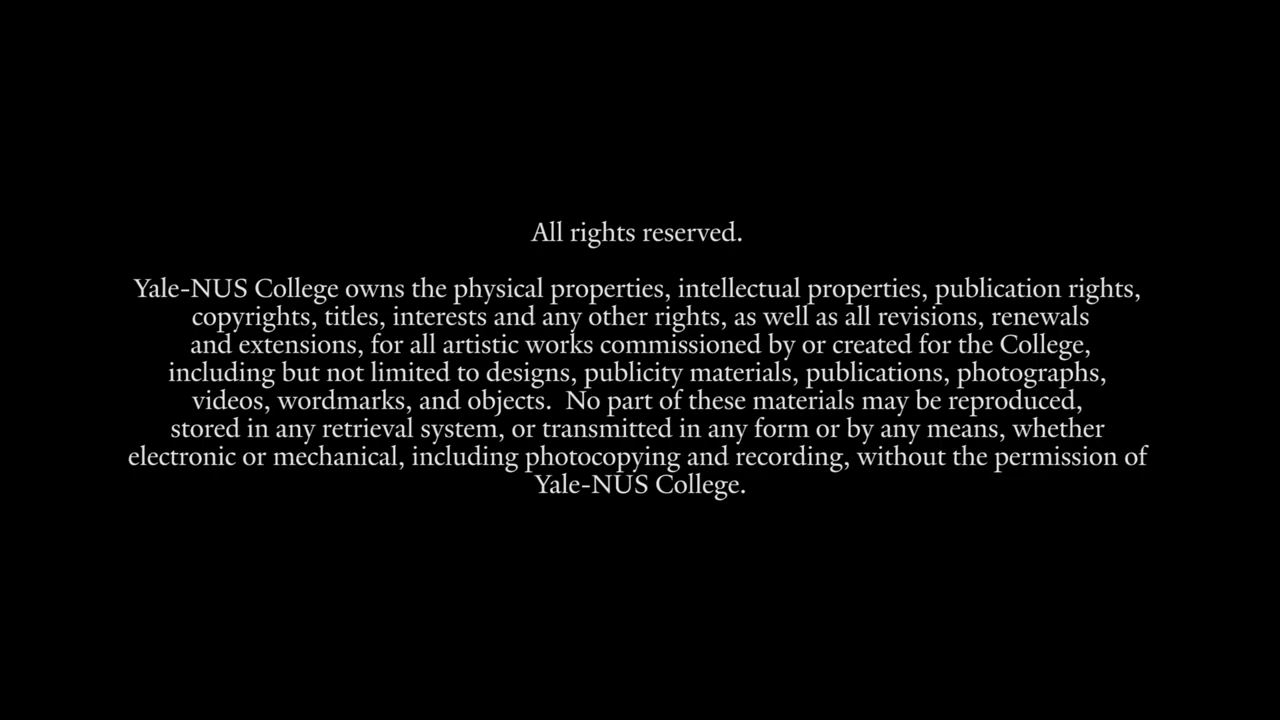 All rights reserved.
Yale-NUS College owns the physical properties, intellectual properties, publication rights,
copyrights, titles, interests and any other rights, as well as all revisions, renewals
and extensions, for all artistic works commissioned by or created for the College,
including but not limited to designs, publicity materials, publications, photographs,
videos, wordmarks, and objects.  No part of these materials may be reproduced,
stored in any retrieval system, or transmitted in any form or by any means, whether
electronic or mechanical, including photocopying and recording, without the permission of
Yale-NUS College.